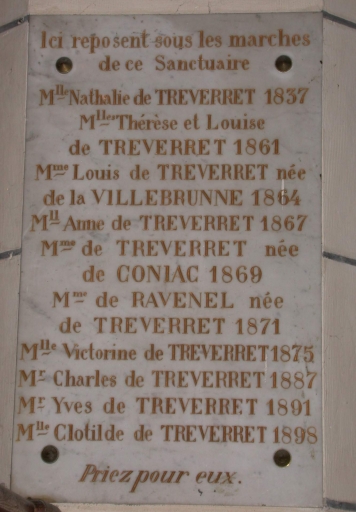 Ici reposent sous les marches
de ce Sanctuaire
Mlle Nathalie de TREVERRET 1837
Mlles Thérèse et Louise
de TREVERRET 1861
Mme Louis de TREVERRET née
de la VILLEBRUNNE 1864
Mll Anne de TREVERRET 1867
Mme de TREVERRET née
de CONIAC 1869
Mme de RAVENEL née
de TREVERRET 1871
Mlle Victorine de TREVERRET 1875
Mr Charles de TREVERRET 1887
Mr Yves de TREVERRET 1891
Mlle Clotilde de TREVERRET 1898
Priez pour eux.